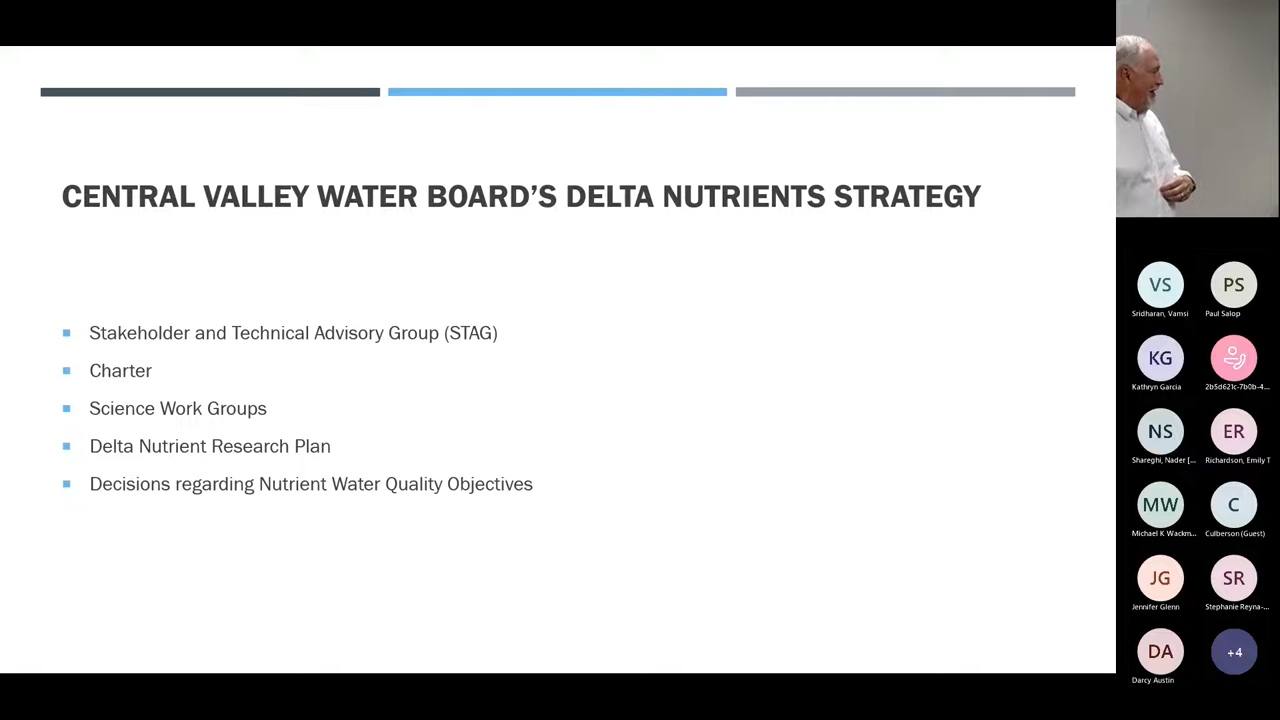 CENTRAL VALLEY WATER BOARD'S DELTA NUTRIENTS STRATEGY
Stakeholder and Technical Advisory Group (STAG)
Charter
Science Work Groups
Delta Nutrient Research Plan
Decisions regarding Nutrient Water Quality Objectives
VS PS
Sridharan, Vamsi Paul Salop
KG
Kathryn Garcia 2b5d621c-7b0b-4...
NS ER
Shareghi, Nader [... Richardson, Emily T
MW C
Michael K Wackm... Culberson (Guest)
JG SR
Jennifer Glenn Stephanie Reyna-...
DA +4
Darcy Austin